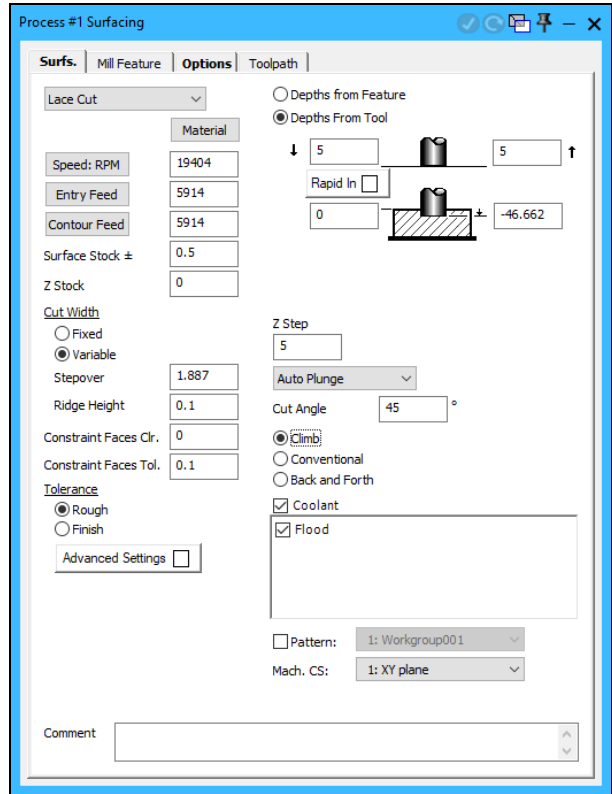 Process #1 Surfacing
Surfs. Mill Feature Options Toolpath
Lace Cut
Material
Speed: RPM 19404
Entry Feed 5914
Contour Feed 5914
Surface Stock ± 0.5
Z Stock 0
Cut Width
Fixed
Variable
Stepover 1.887
Ridge Height 0.1
Constraint Faces Clr. 0
Constraint Faces Tol. 0.1
Tolerance
Rough
Finish
Advanced Settings
Depths from Feature
Depths From Tool
5 5
Rapid In
0 -46.662
Z Step
5
Auto Plunge
Cut Angle 45 °
Climb
Conventional
Back and Forth
Coolant
Flood
Pattern: 1: Workgroup001
Mach. CS: 1: XY plane
Comment